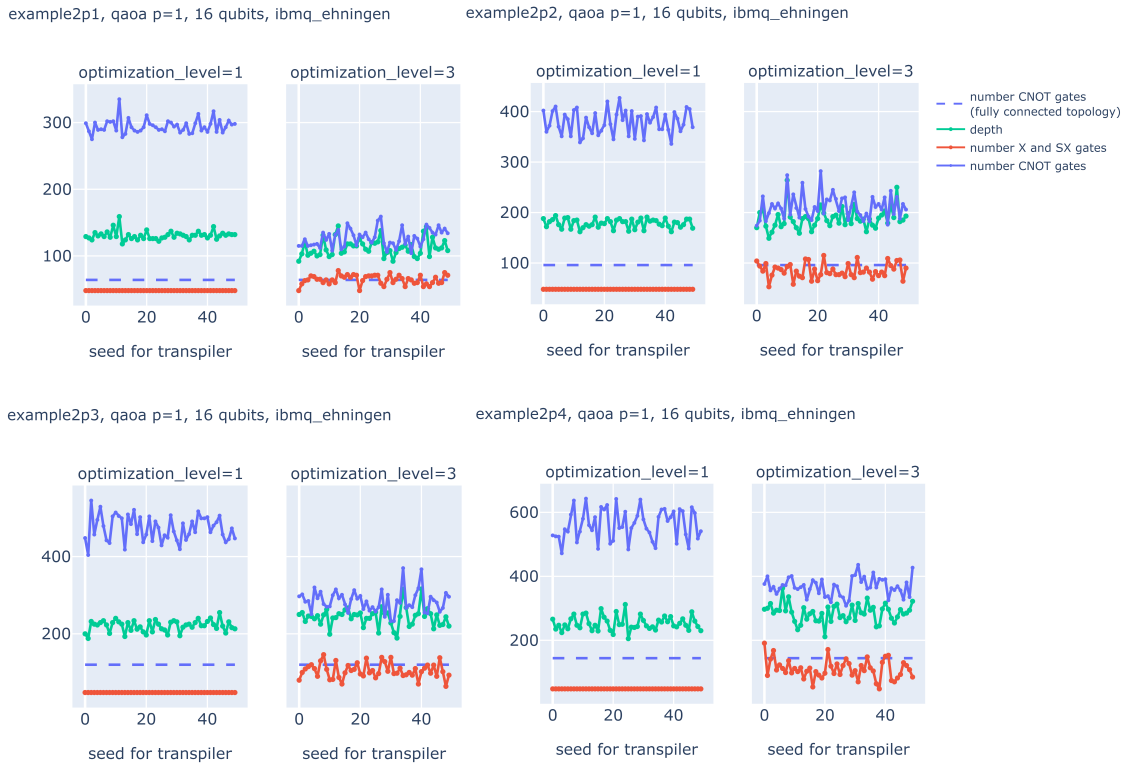 example2p1, qaoa p=1, 16 qubits, ibmq_ehningen
optimization_level=1
optimization_level=3
300
200
100
0
20
40
0
20
40
seed for transpiler
seed for transpiler
example2p2, qaoa p=1, 16 qubits, ibmq_ehningen
optimization_level=1
optimization_level=3
400
300
200
100
0
20
40
0
20
40
seed for transpiler
seed for transpiler
number CNOT gates
(fully connected topology)
depth
number X and SX gates
number CNOT gates
example2p3, qaoa p=1, 16 qubits, ibmq_ehningen
optimization_level=1
optimization_level=3
400
200
0
20
40
0
20
40
seed for transpiler
seed for transpiler
example2p4, qaoa p=1, 16 qubits, ibmq_ehningen
optimization_level=1
optimization_level=3
600
400
200
0
20
40
0
20
40
seed for transpiler
seed for transpiler